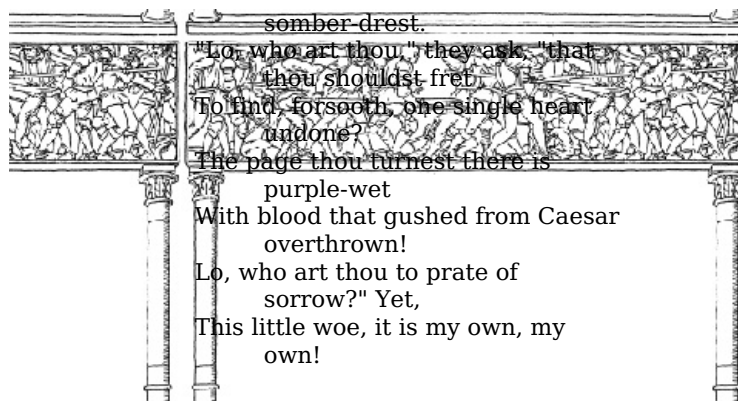 somber-drest.
"Lo, who art thou," they ask, "that
thou shouldst fret
To find, forsooth, one single heart
undone?
The page thou turnest there is
purple-wet
With blood that gushed from Caesar
overthrown!
Lo, who art thou to prate of
sorrow?" Yet,
This little woe, it is my own, my
own!